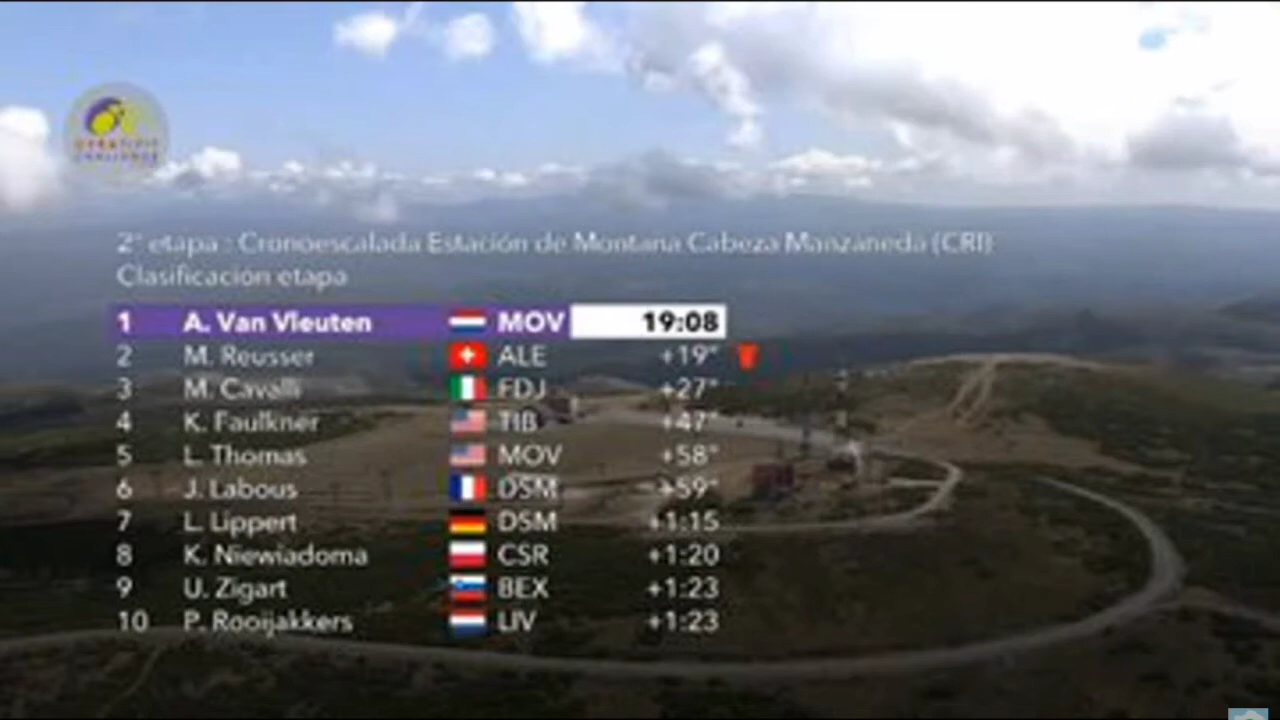 2ª etapa : Cronoescalada Estación de Montana Cabeza Manzaneda (CRI)
Clasificación etapa
1 A. Van Vleuten MOV 19:08
2 M. Reusser ALE +19"
3 M. Cavalli FDJ +27"
4 K. Faulkner TIB +47"
5 L. Thomas MOV +58"
6 J. Labous DSM +59"
7 L. Lippert DSM +1:15
8 K. Niewiadoma CSR +1:20
9 U. Zigart BEX +1:23
10 P. Rooijakkers LIV +1:23